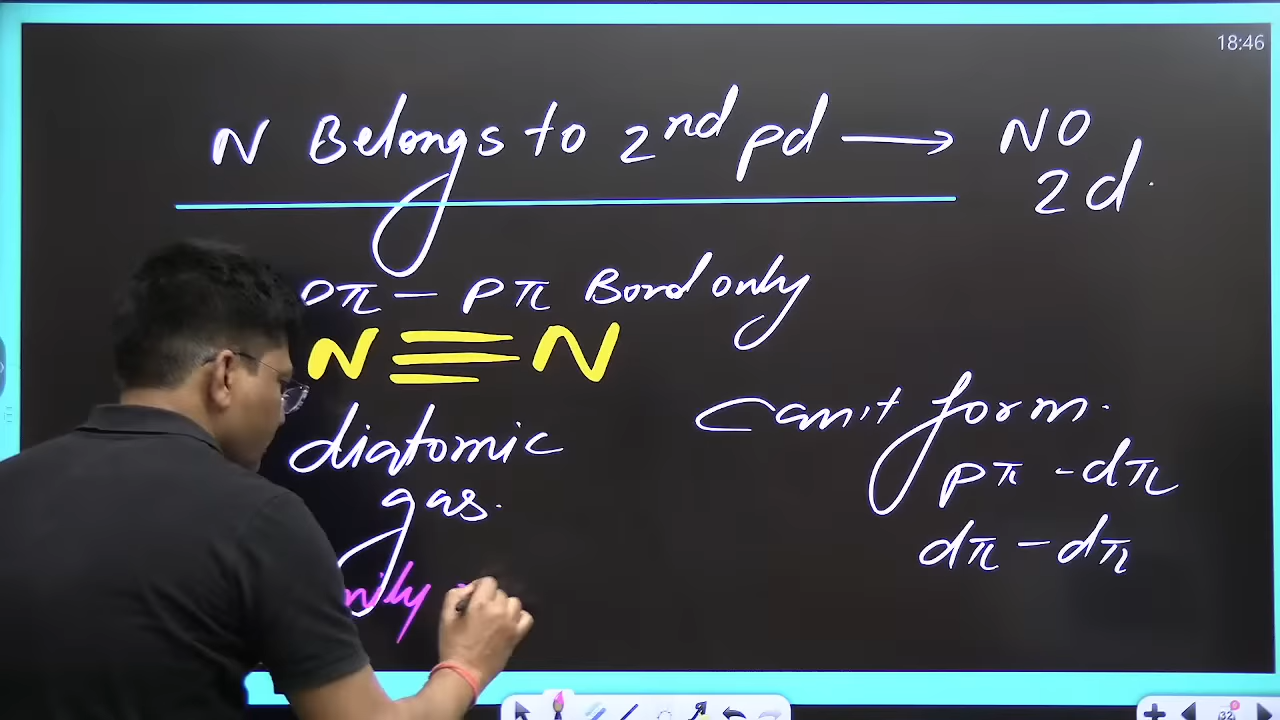 18:46
N Belongs to 2nd pd → NO
2d.
pπ - pπ Bond only
N≡N
diatomic
gas.
can't form.
pπ - dπ
dπ - dπ
32